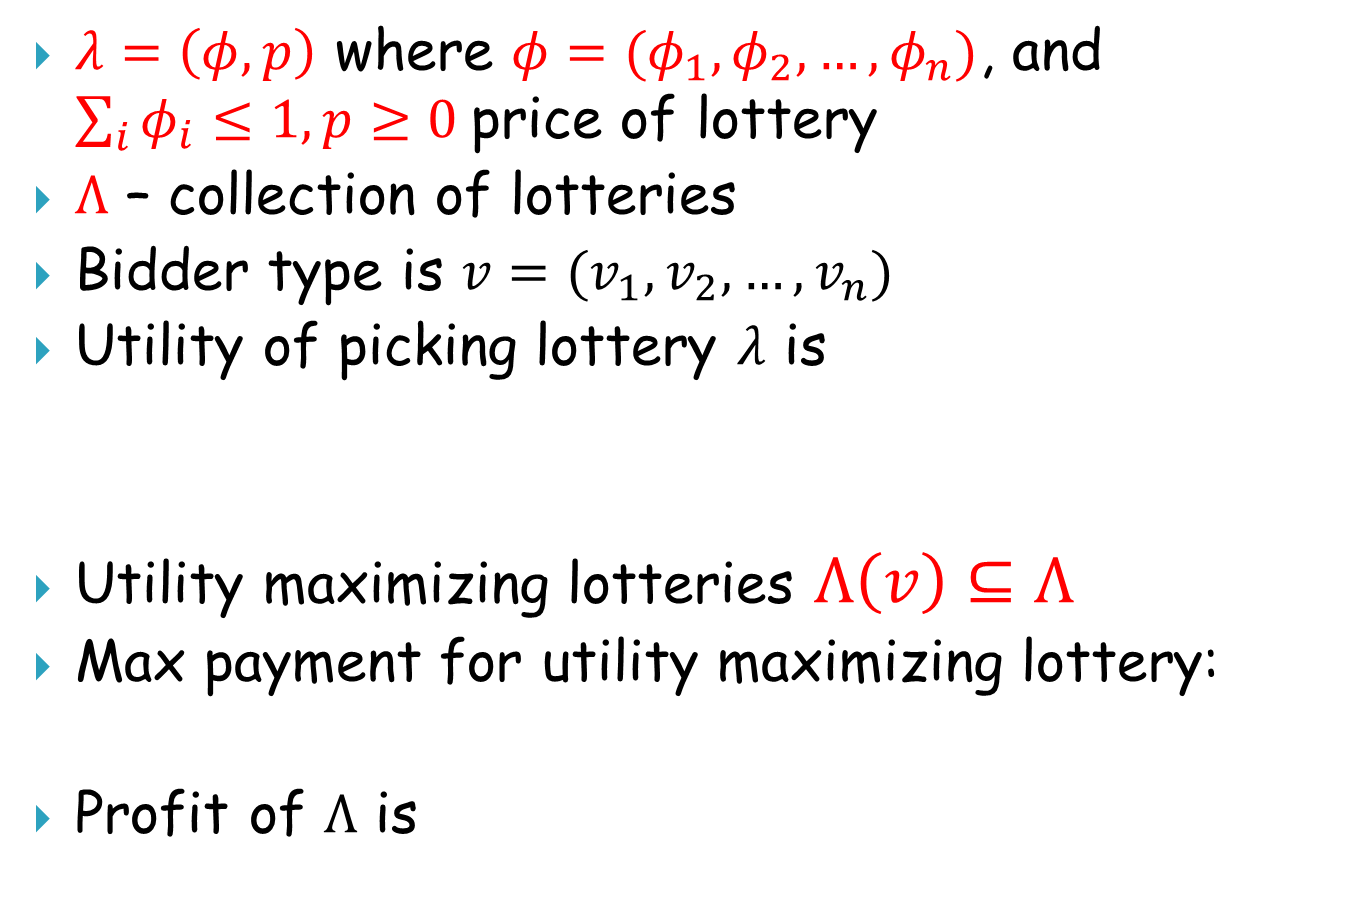 λ = (ϕ, p) where ϕ = (ϕ₁, ϕ₂, … , ϕₙ), and
∑ᵢ ϕᵢ ≤ 1, p ≥ 0 price of lottery
Λ – collection of lotteries
Bidder type is v = (v₁, v₂, … , vₙ)
Utility of picking lottery λ is
Utility maximizing lotteries Λ(v) ⊆ Λ
Max payment for utility maximizing lottery:
Profit of Λ is